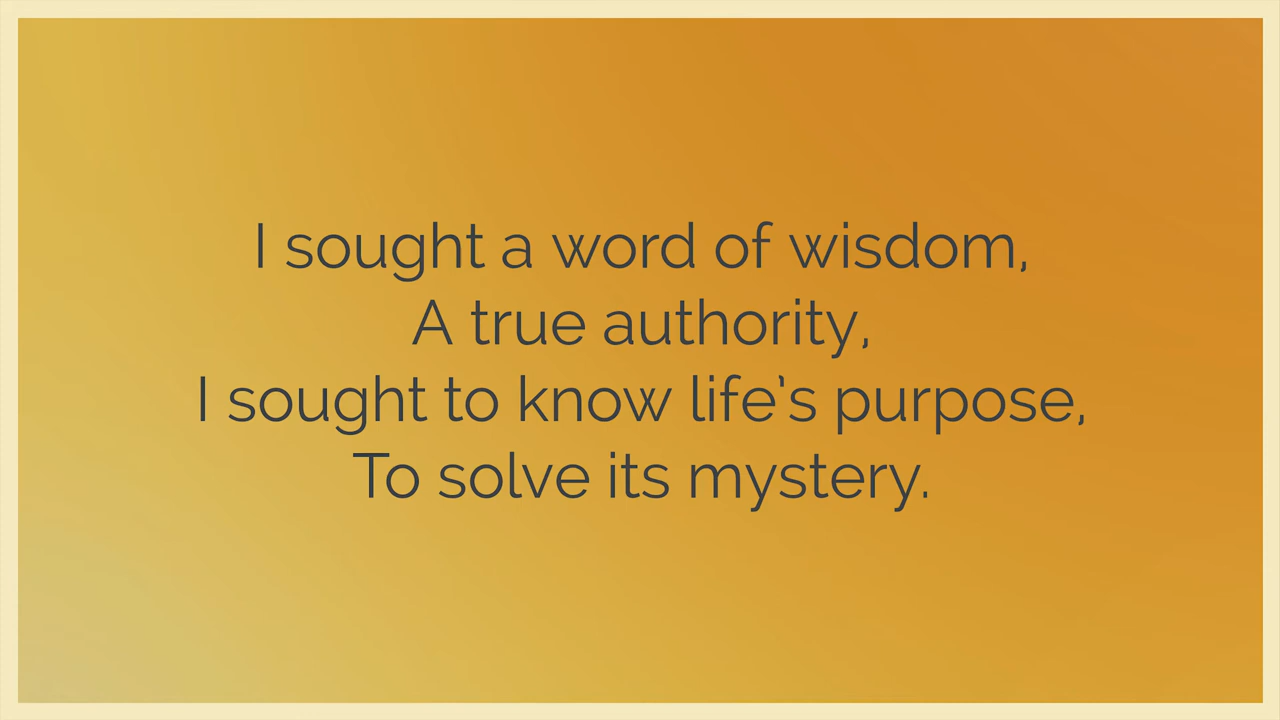 I sought a word of wisdom,
A true authority,
I sought to know life's purpose,
To solve its mystery.